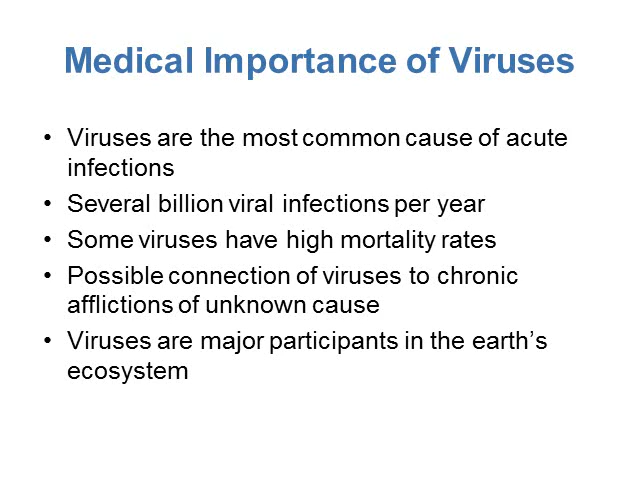 Medical Importance of Viruses
• Viruses are the most common cause of acute
infections
• Several billion viral infections per year
• Some viruses have high mortality rates
• Possible connection of viruses to chronic
afflictions of unknown cause
• Viruses are major participants in the earth’s
ecosystem